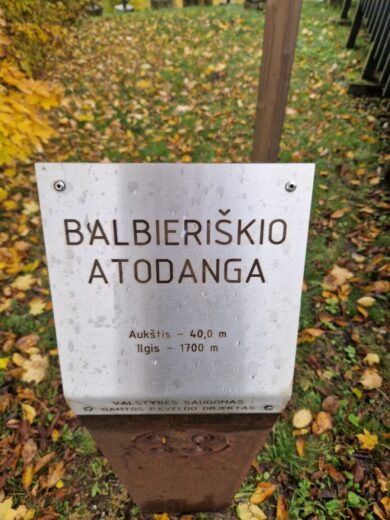 BALBIERIŠKIO
ATODANGA
Aukštis – 40,0 m
Ilgis – 1700 m
VALSTYBĖS SAUGOMAS
GAMTOS PAVELDO OBJEKTAS